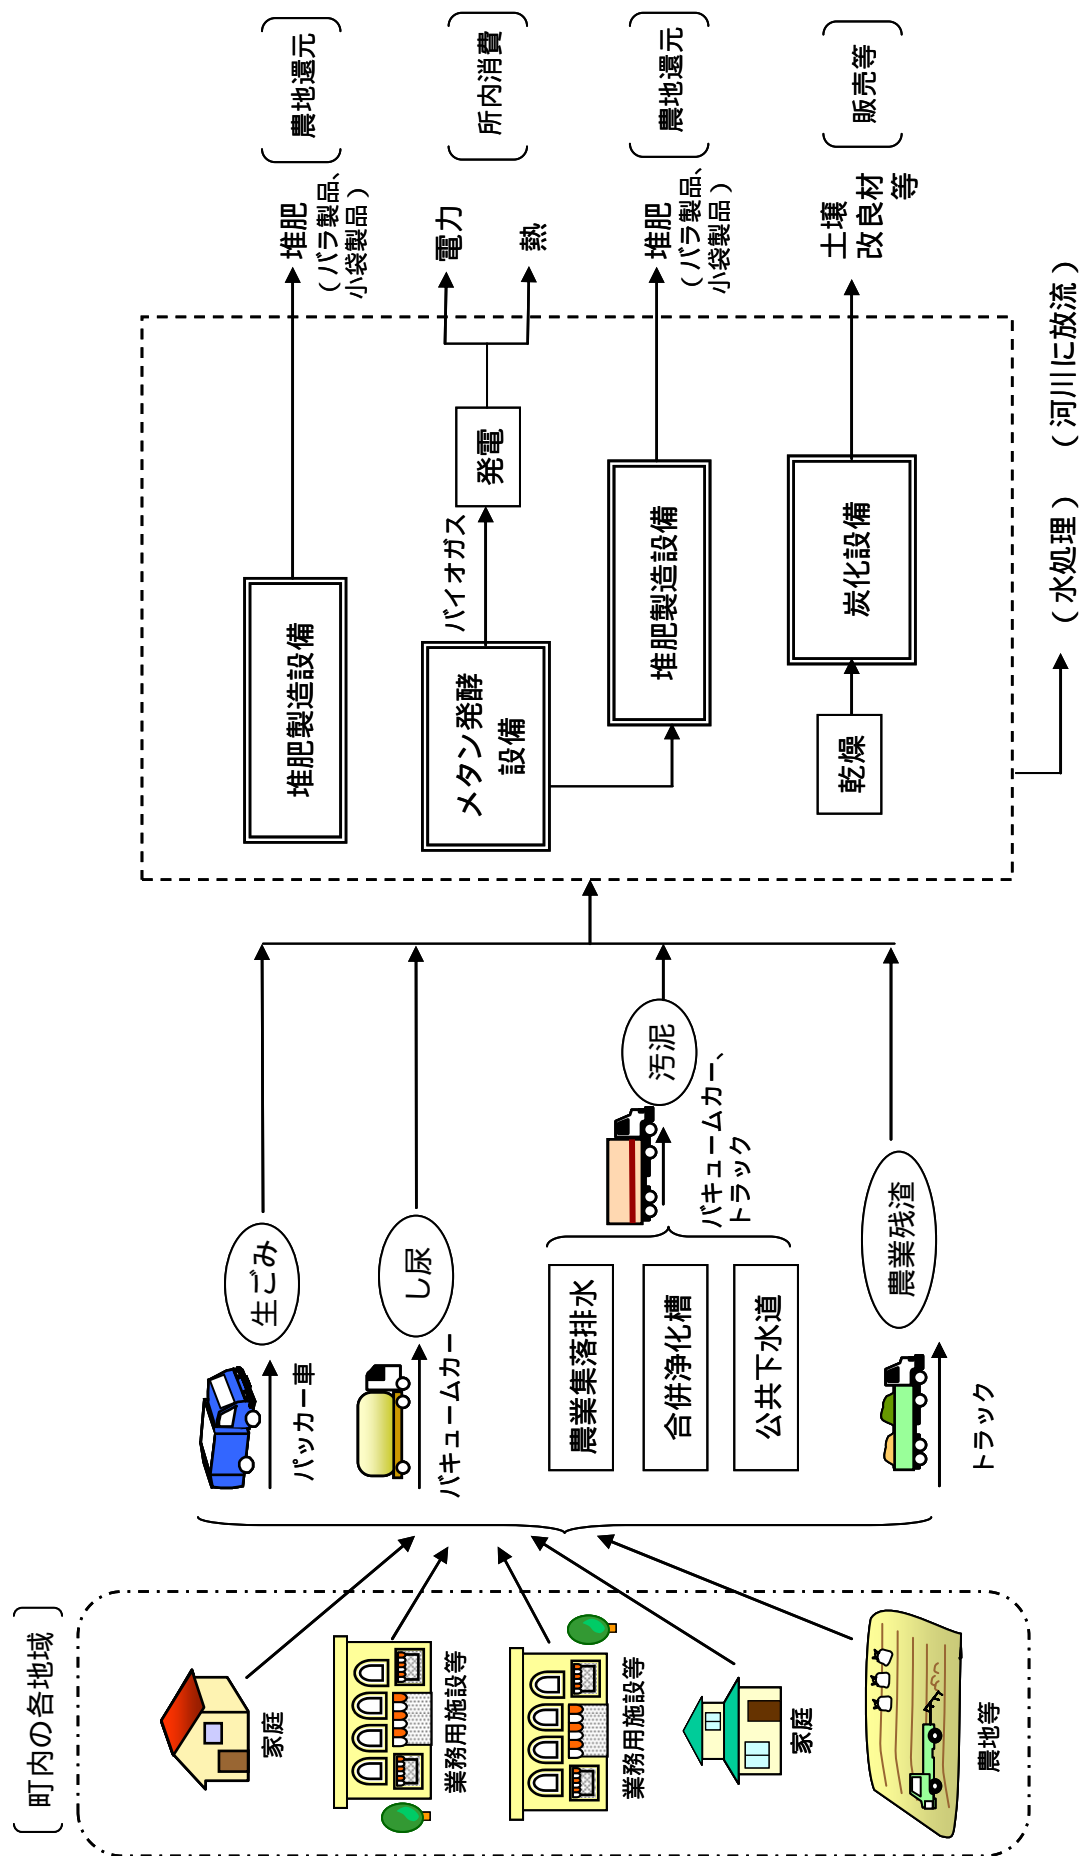 〔町内の各地域〕
家庭
業務用施設等
業務用施設等
家庭
農地等
パッカー車
生ごみ
バキュームカー
し尿
農業集落排水
合併浄化槽
公共下水道
バキュームカー、
トラック
汚泥
トラック
農業残渣
堆肥製造設備
堆肥
（バラ製品、
小袋製品）
〔農地還元〕
メタン発酵
設備
バイオガス
発電
電力
熱
〔所内消費〕
堆肥製造設備
堆肥
（バラ製品、
小袋製品）
〔農地還元〕
乾燥
炭化設備
土壌
改良材
等
〔販売等〕
（水処理）
（河川に放流）